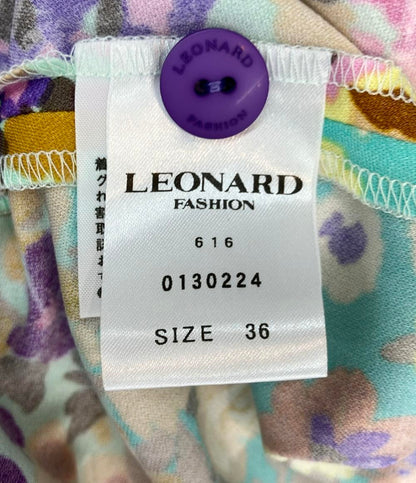 LEONARD
FASHION
LEONARD
FASHION
616
0130224
SIZE 36